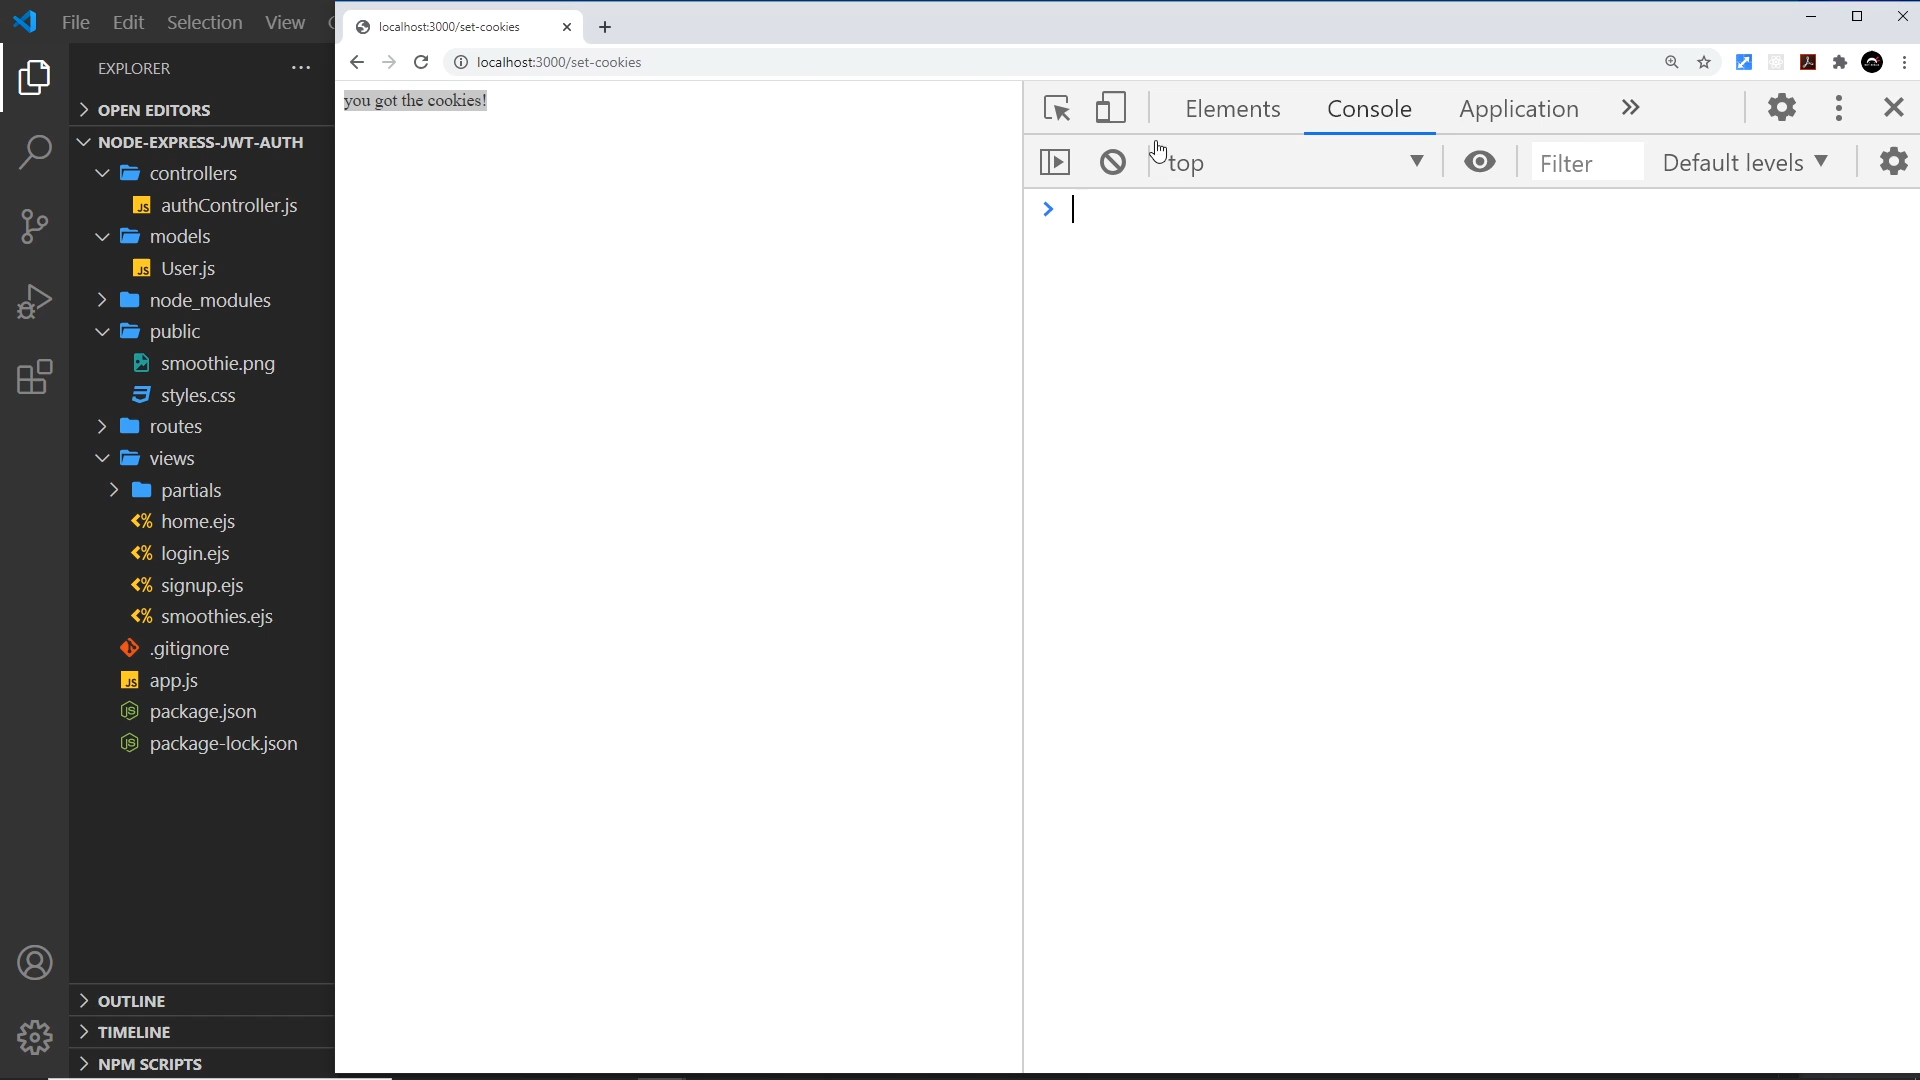 File Edit Selection View
localhost:3000/set-cookies
localhost:3000/set-cookies
EXPLORER
OPEN EDITORS
NODE-EXPRESS-JWT-AUTH
controllers
authController.js
models
User.js
node_modules
public
smoothie.png
styles.css
routes
views
partials
home.ejs
login.ejs
signup.ejs
smoothies.ejs
.gitignore
app.js
package.json
package-lock.json
OUTLINE
TIMELINE
NPM SCRIPTS
you got the cookies!
Elements Console Application
top Filter Default levels